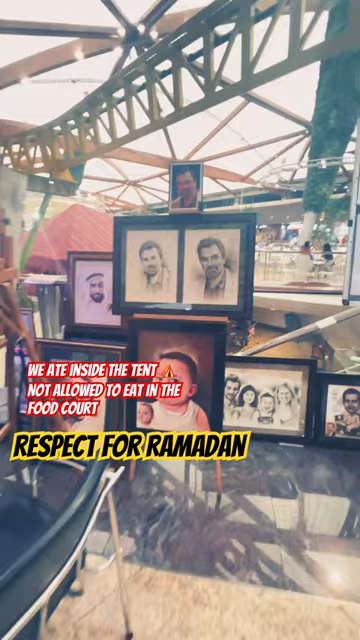 WE ATE INSIDE THE TENT 🎪
NOT ALLOWED TO EAT IN THE
FOOD COURT
RESPECT FOR RAMADAN